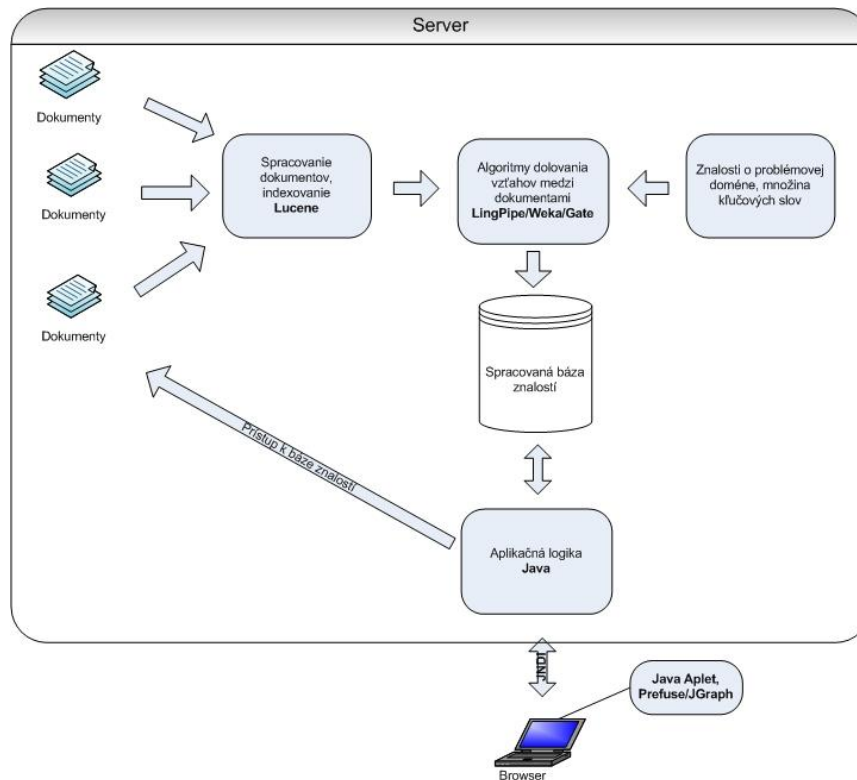 Server
Dokumenty
Dokumenty
Dokumenty
Spracovanie
dokumentov,
indexovanie
Lucene
Algoritmy dolovania
vzťahov medzi
dokumentami
LingPipe/Weka/Gate
Znalosti o problémovej
doméne, množina
kľučových slov
Spracovaná báza
znalostí
Prístup k báze znalostí
Aplikačná logika
Java
JNDI
Java Aplet,
Prefuse/JGraph
Browser